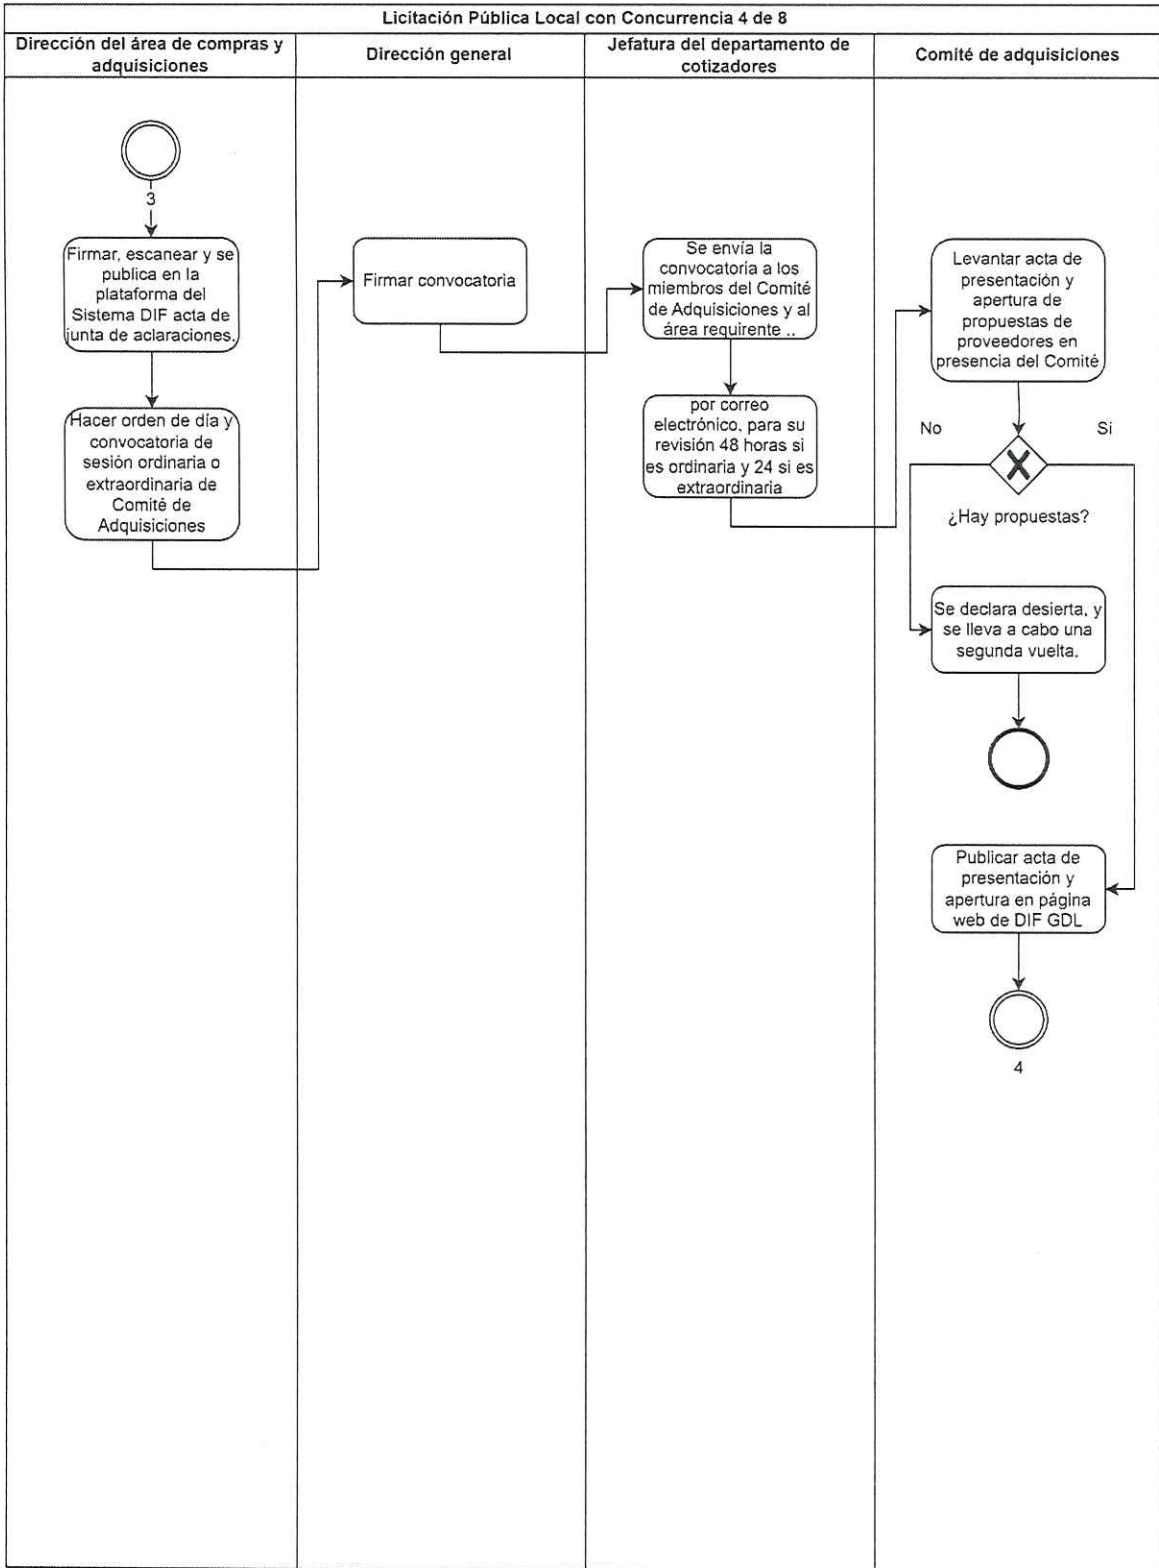 Licitación Pública Local con Concurrencia 4 de 8
Dirección del área de compras y
adquisiciones
Dirección general
Jefatura del departamento de
cotizadores
Comité de adquisiciones
3
Firmar, escanear y se
publica en la
plataforma del
Sistema DIF acta de
junta de aclaraciones.
Hacer orden de día y
convocatoria de
sesión ordinaria o
extraordinaria de
Comité de
Adquisiciones
Firmar convocatoria
Se envía la
convocatoria a los
miembros del Comité
de Adquisiciones y al
área requirente ..
por correo
electrónico, para su
revisión 48 horas si
es ordinaria y 24 si es
extraordinaria
Levantar acta de
presentación y
apertura de
propuestas de
proveedores en
presencia del Comité
No
Si
¿Hay propuestas?
Se declara desierta, y
se lleva a cabo una
segunda vuelta.
Publicar acta de
presentación y
apertura en página
web de DIF GDL
4